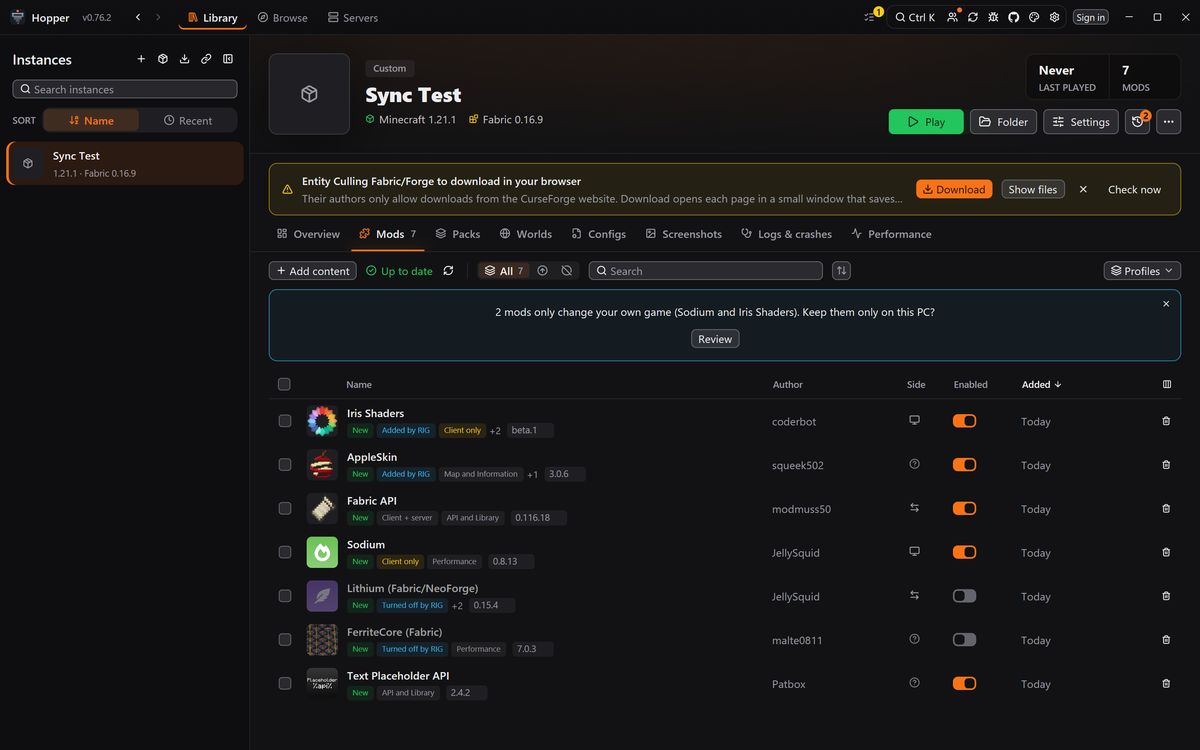 Hopper v0.76.2 Library Browse Servers 1 Ctrl K Sign in
Instances
Search instances
SORT Name Recent
Sync Test
1.21.1 · Fabric 0.16.9
Custom
Sync Test
Minecraft 1.21.1 Fabric 0.16.9
Never 7
LAST PLAYED MODS
Play Folder Settings 2
Entity Culling Fabric/Forge to download in your browser
Their authors only allow downloads from the CurseForge website. Download opens each page in a small window that saves...
Download Show files Check now
Overview Mods 7 Packs Worlds Configs Screenshots Logs & crashes Performance
Add content Up to date All 7 Search Profiles
2 mods only change your own game (Sodium and Iris Shaders). Keep them only on this PC?
Review
Name Author Side Enabled Added
Iris Shaders
New Added by RIG Client only +2 beta.1
coderbot Today
AppleSkin
New Added by RIG Map and Information +1 3.0.6
squeek502 Today
Fabric API
New Client + server API and Library 0.116.18
modmuss50 Today
Sodium
New Client only Performance 0.8.13
JellySquid Today
Lithium (Fabric/NeoForge)
New Turned off by RIG +2 0.15.4
JellySquid Today
FerriteCore (Fabric)
New Turned off by RIG Performance 7.0.3
malte0811 Today
Placeholder
%api%
Text Placeholder API
New API and Library 2.4.2
Patbox Today